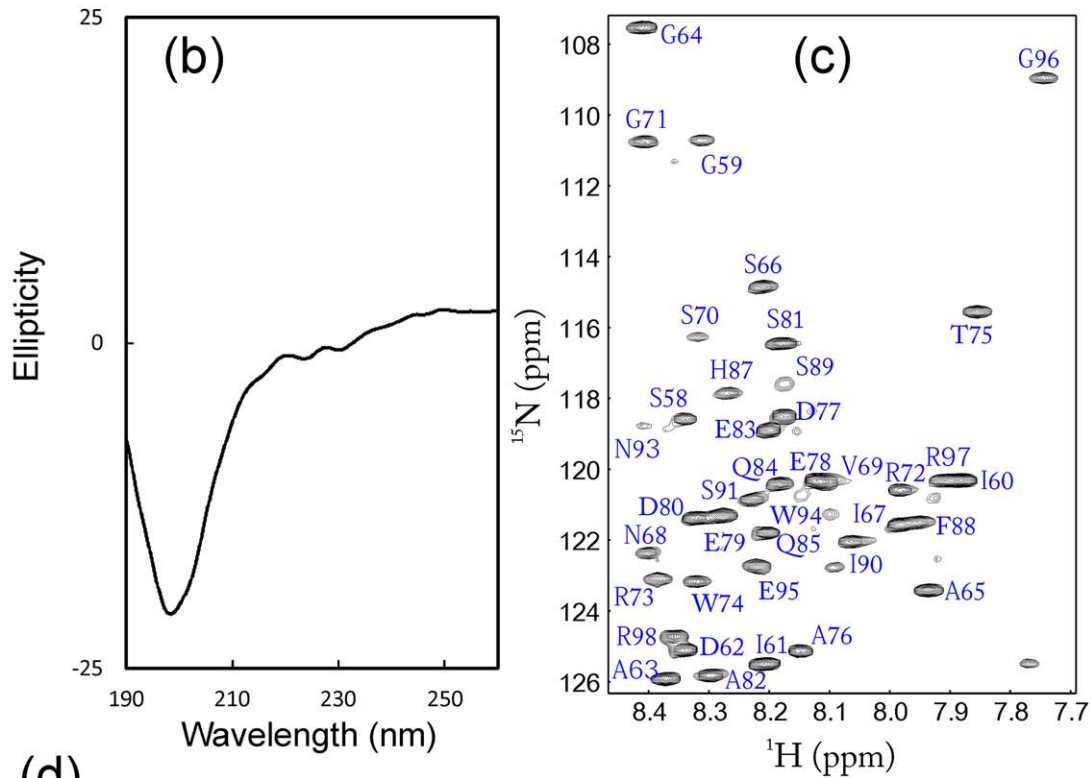 25
(b)
0
-25
Ellipticity
190
210
230
250
Wavelength (nm)
(d)
(c)
108
110
112
114
116
118
120
122
124
126
¹⁵N (ppm)
G64
G96
G71
G59
S66
S70
S81
T75
H87
S89
S58
D77
E83
N93
Q84
E78
V69
R72
R97
I60
S91
D80
W94
I67
F88
N68
E79
Q85
I90
R73
W74
E95
A65
R98
D62
I61
A76
A63
A82
8.4
8.3
8.2
8.1
8.0
7.9
7.8
7.7
¹H (ppm)